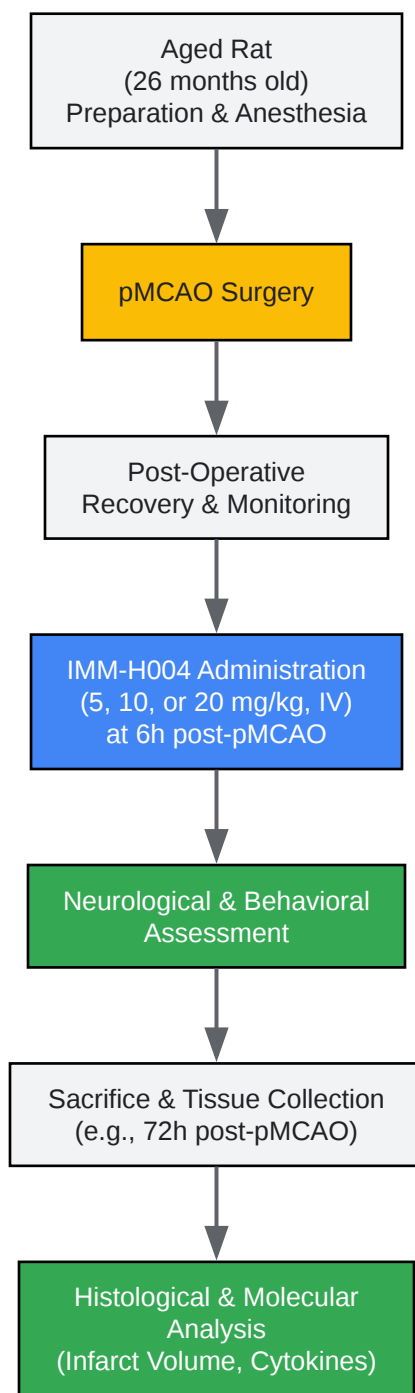 Aged Rat
(26 months old)
Preparation & Anesthesia
pMCAO Surgery
Post-Operative
Recovery & Monitoring
IMM-H004 Administration
(5, 10, or 20 mg/kg, IV)
at 6h post-pMCAO
Neurological & Behavioral
Assessment
Sacrifice & Tissue Collection
(e.g., 72h post-pMCAO)
Histological & Molecular
Analysis
(Infarct Volume, Cytokines)